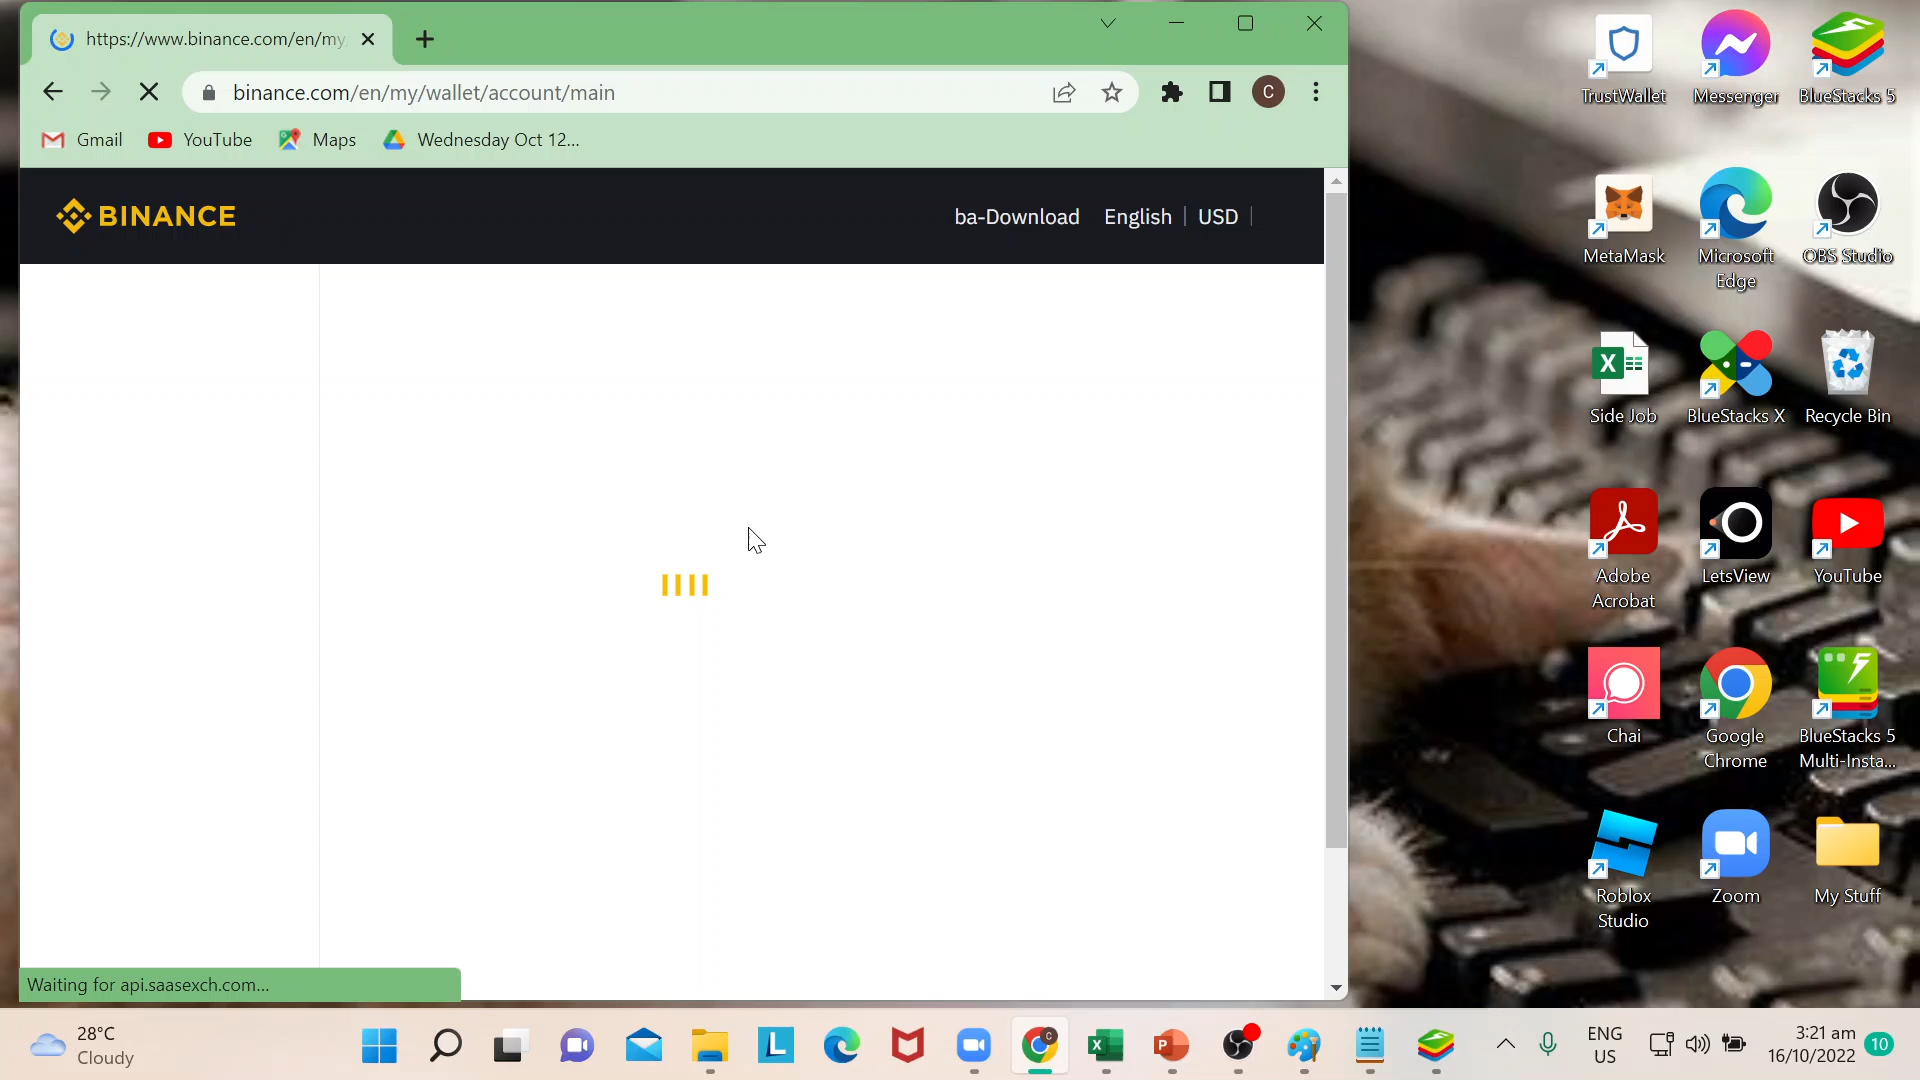 https://www.binance.com/en/my
binance.com/en/my/wallet/account/main
C
Gmail
YouTube
Maps
Wednesday Oct 12...
BINANCE
ba-Download
English
USD
Waiting for api.saasexch.com...
TrustWallet
Messenger
BlueStacks 5
MetaMask
Microsoft
Edge
OBS Studio
X
Side Job
BlueStacks X
Recycle Bin
Adobe
Acrobat
LetsView
YouTube
Chai
Google
Chrome
BlueStacks 5
Multi-Insta...
Roblox
Studio
Zoom
My Stuff
28°C
Cloudy
L
C
X
P
ENG
US
3:21 am
16/10/2022
10